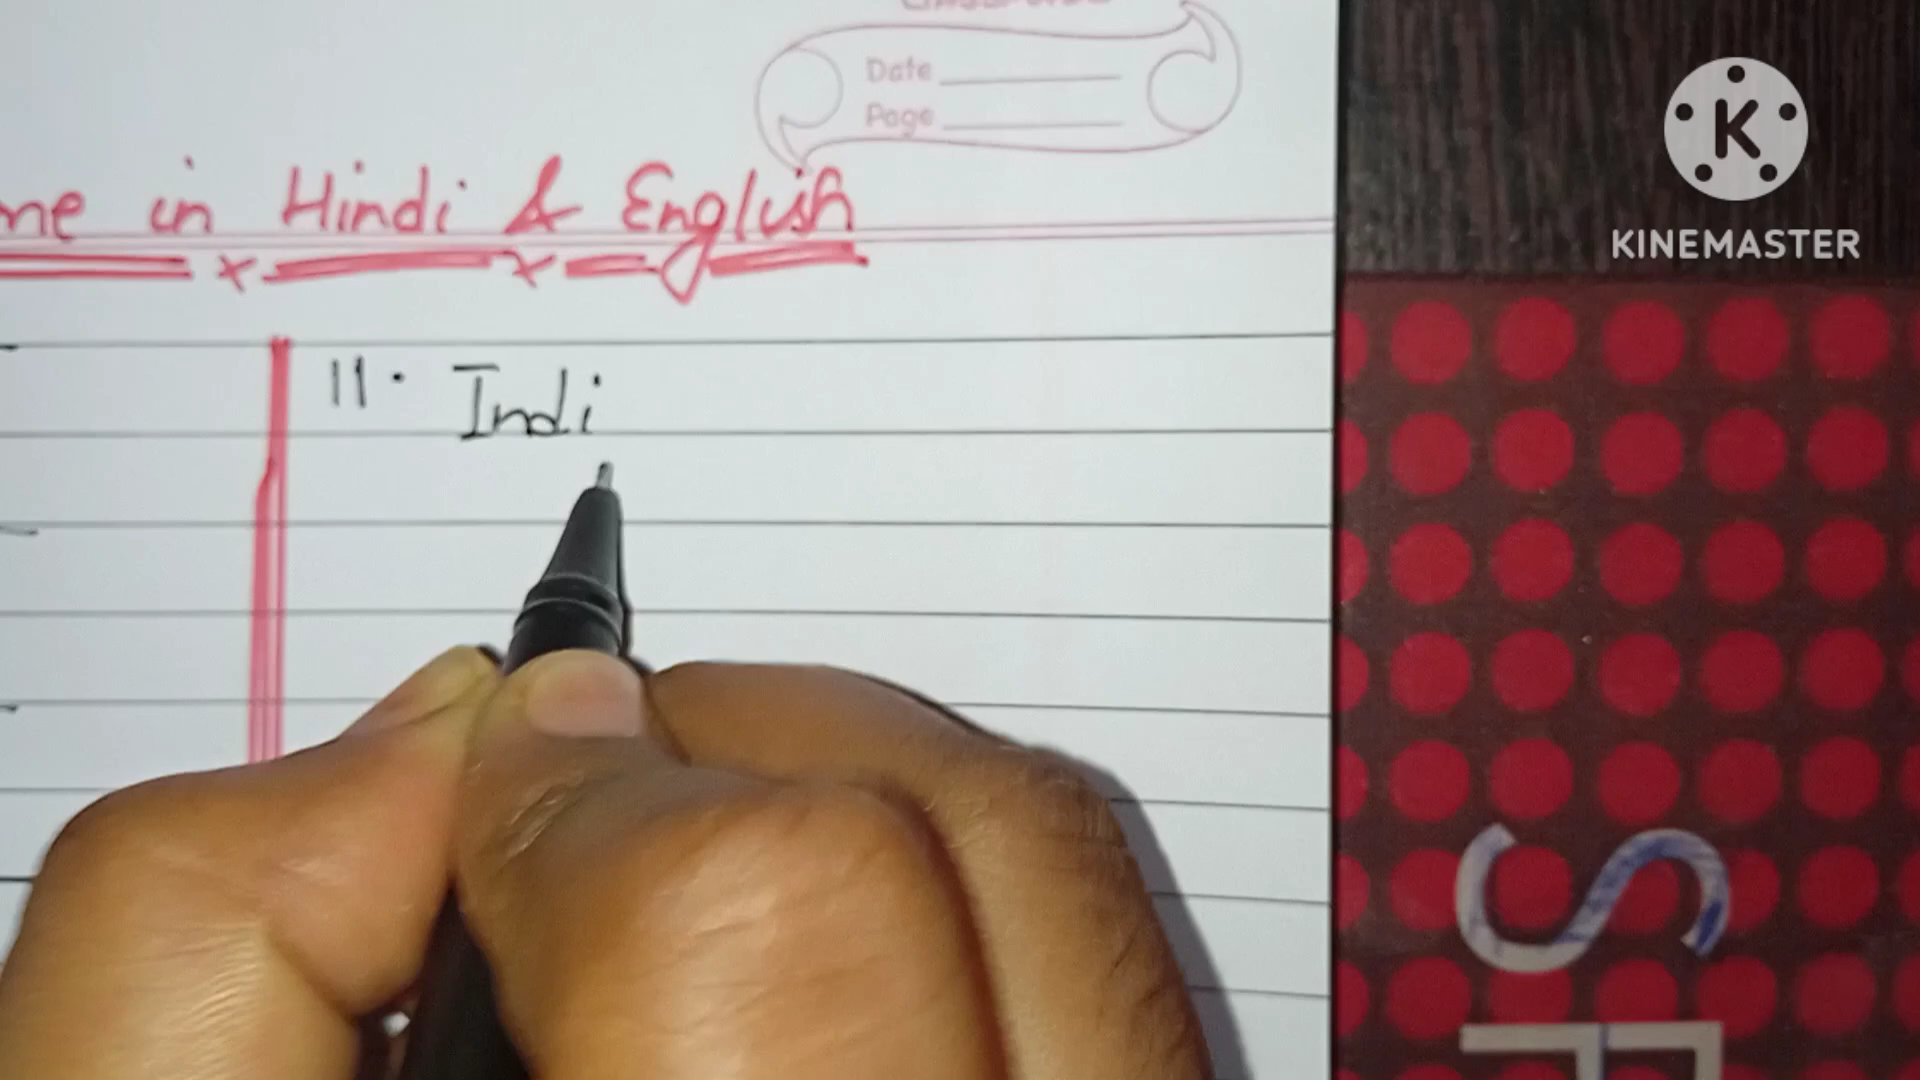 Date
Page
me in Hindi & English
11. Indi
KINEMASTER